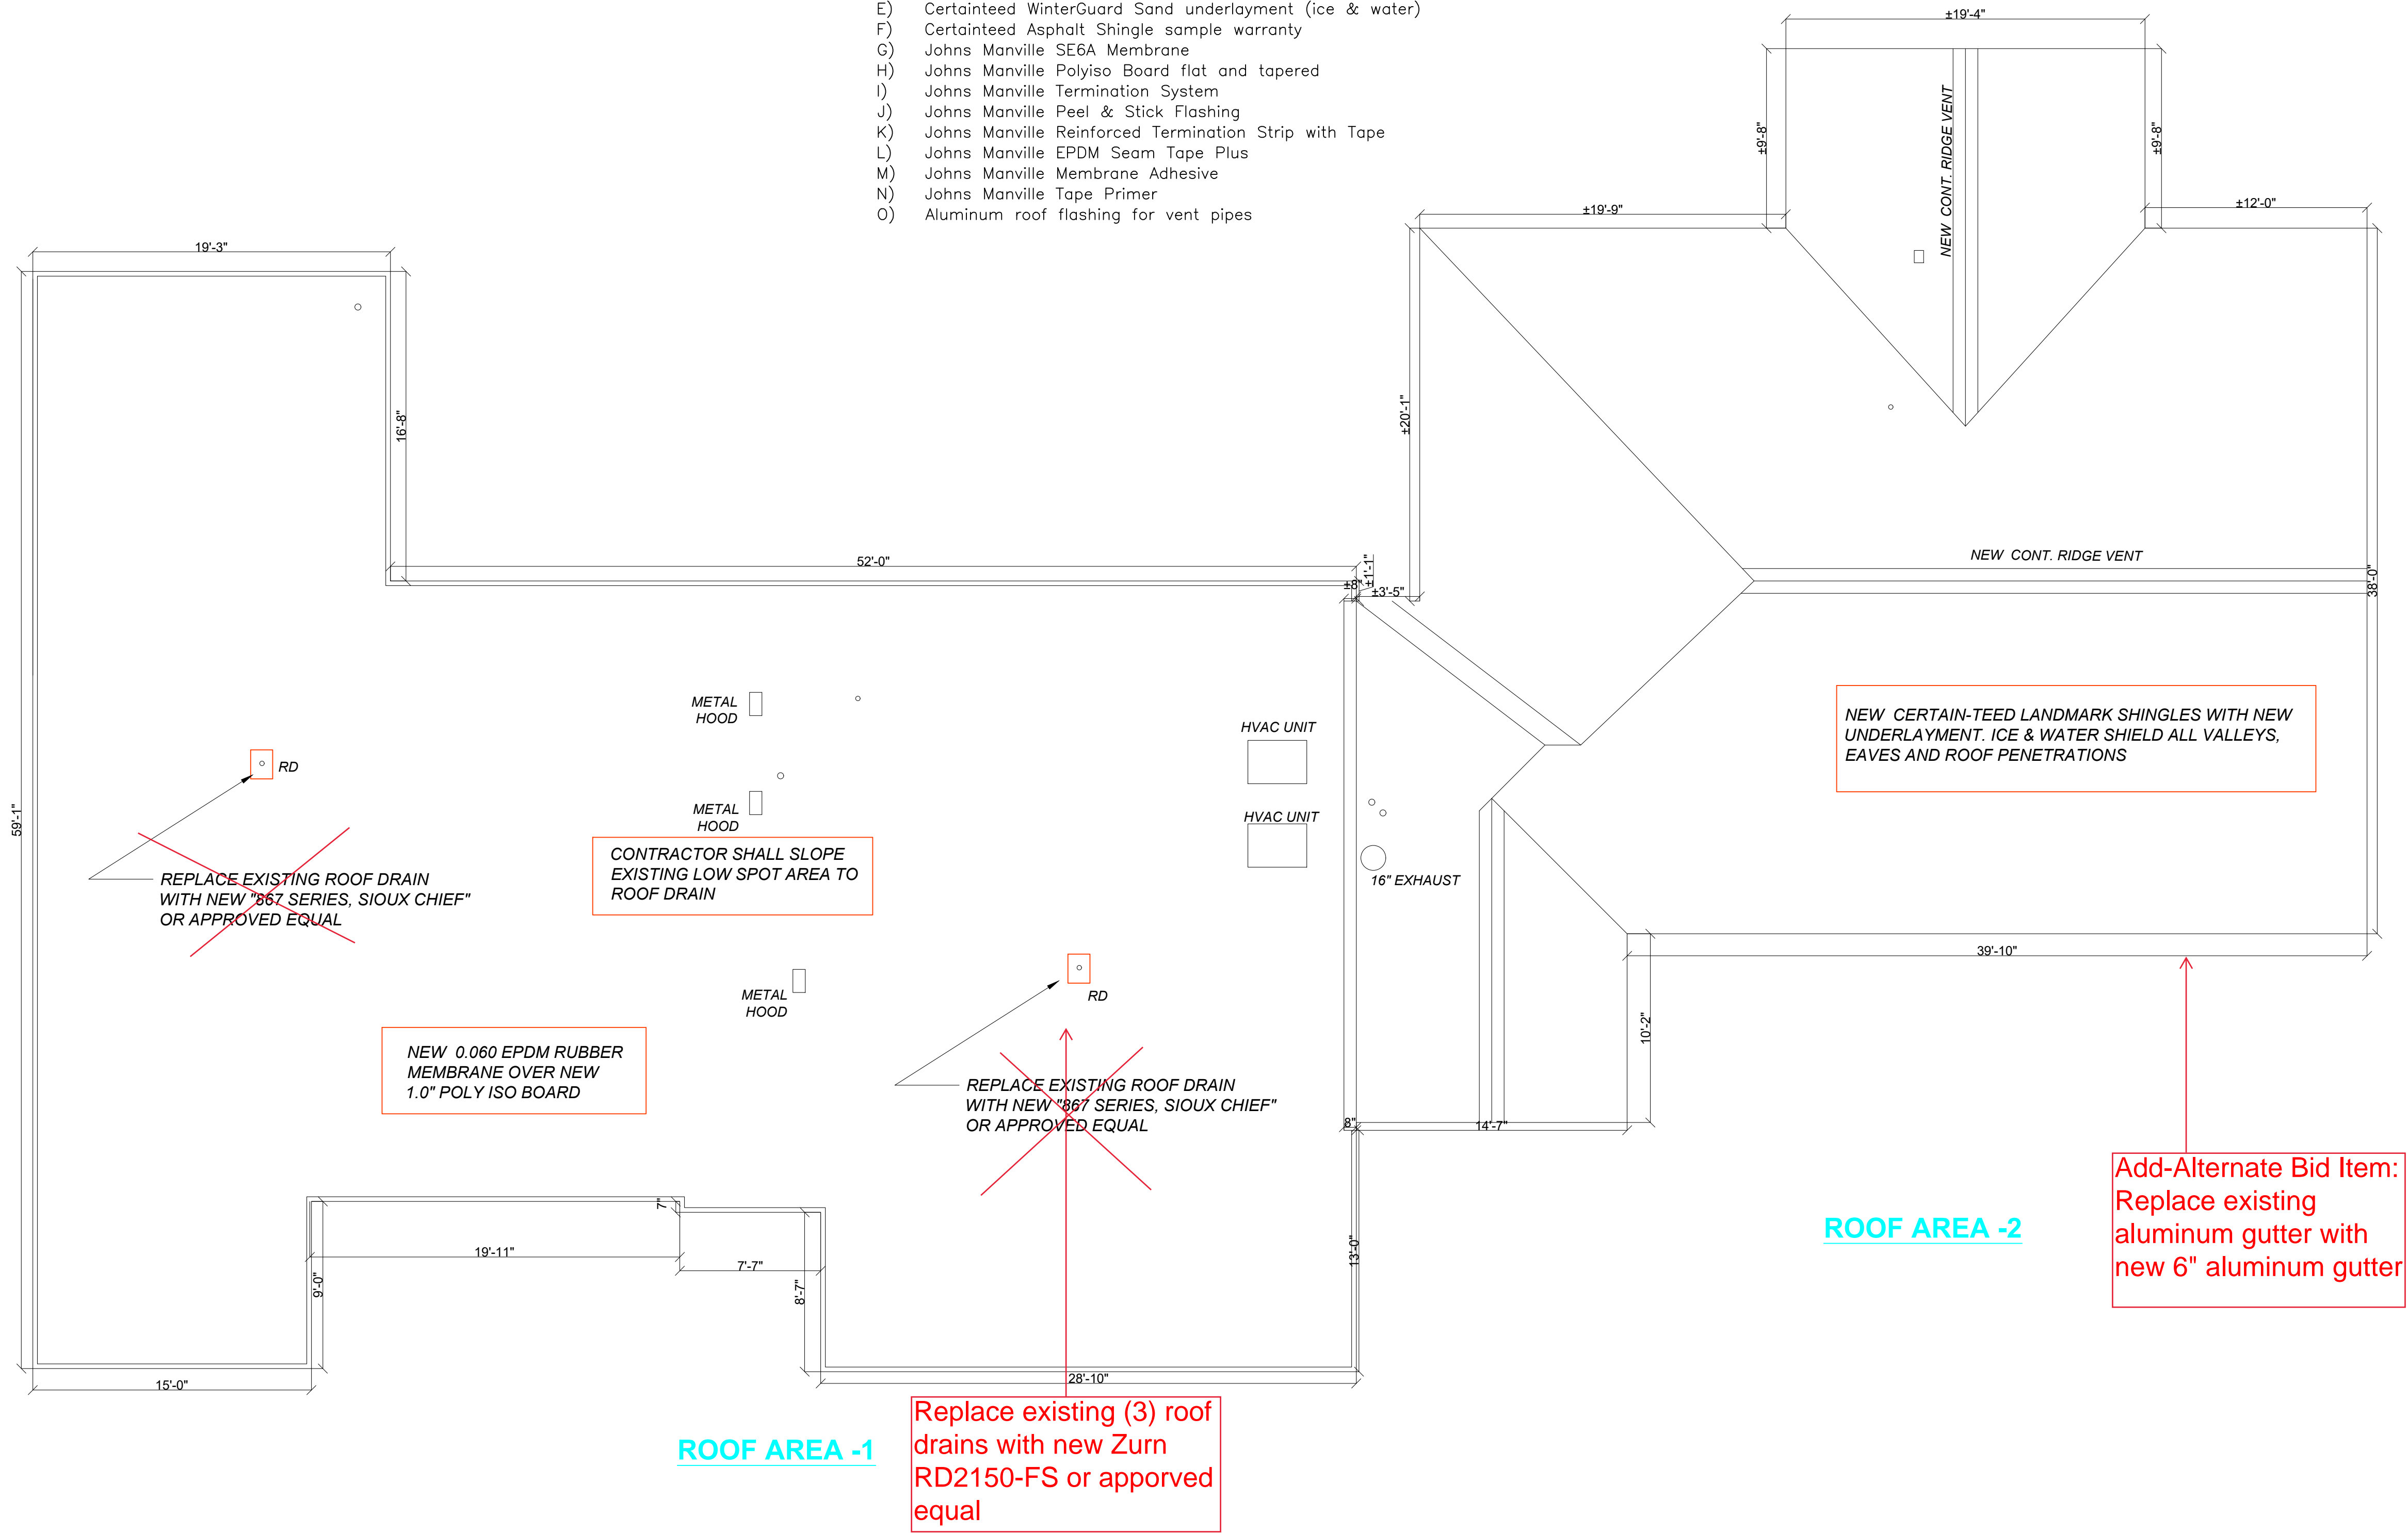 E) Certainteed WinterGuard Sand underlayment (ice & water)
F) Certainteed Asphalt Shingle sample warranty
G) Johns Manville SE6A Membrane
H) Johns Manville Polyiso Board flat and tapered
I) Johns Manville Termination System
J) Johns Manville Peel & Stick Flashing
K) Johns Manville Reinforced Termination Strip with Tape
L) Johns Manville EPDM Seam Tape Plus
M) Johns Manville Membrane Adhesive
N) Johns Manville Tape Primer
O) Aluminum roof flashing for vent pipes
±19'-4"
±9'-8"
NEW CONT. RIDGE VENT
±9'-8"
±19'-9"
±12'-0"
19'-3"
16'-8"
±20'-1"
52'-0"
±1'-1"
±8"
±3'-5"
NEW CONT. RIDGE VENT
38'-0"
METAL
HOOD
HVAC UNIT
NEW CERTAIN-TEED LANDMARK SHINGLES WITH NEW
UNDERLAYMENT. ICE & WATER SHIELD ALL VALLEYS,
EAVES AND ROOF PENETRATIONS
RD
59'-1"
METAL
HOOD
HVAC UNIT
CONTRACTOR SHALL SLOPE
EXISTING LOW SPOT AREA TO
ROOF DRAIN
16" EXHAUST
REPLACE EXISTING ROOF DRAIN
WITH NEW "867 SERIES, SIOUX CHIEF"
OR APPROVED EQUAL
39'-10"
METAL
HOOD
RD
10'-2"
NEW 0.060 EPDM RUBBER
MEMBRANE OVER NEW
1.0" POLY ISO BOARD
REPLACE EXISTING ROOF DRAIN
WITH NEW "867 SERIES, SIOUX CHIEF"
OR APPROVED EQUAL
8"
14'-7"
7"
19'-11"
7'-7"
9'-0"
8'-7"
13'-0"
15'-0"
28'-10"
ROOF AREA -2
Add-Alternate Bid Item:
Replace existing
aluminum gutter with
new 6" aluminum gutter
ROOF AREA -1
Replace existing (3) roof
drains with new Zurn
RD2150-FS or apporved
equal